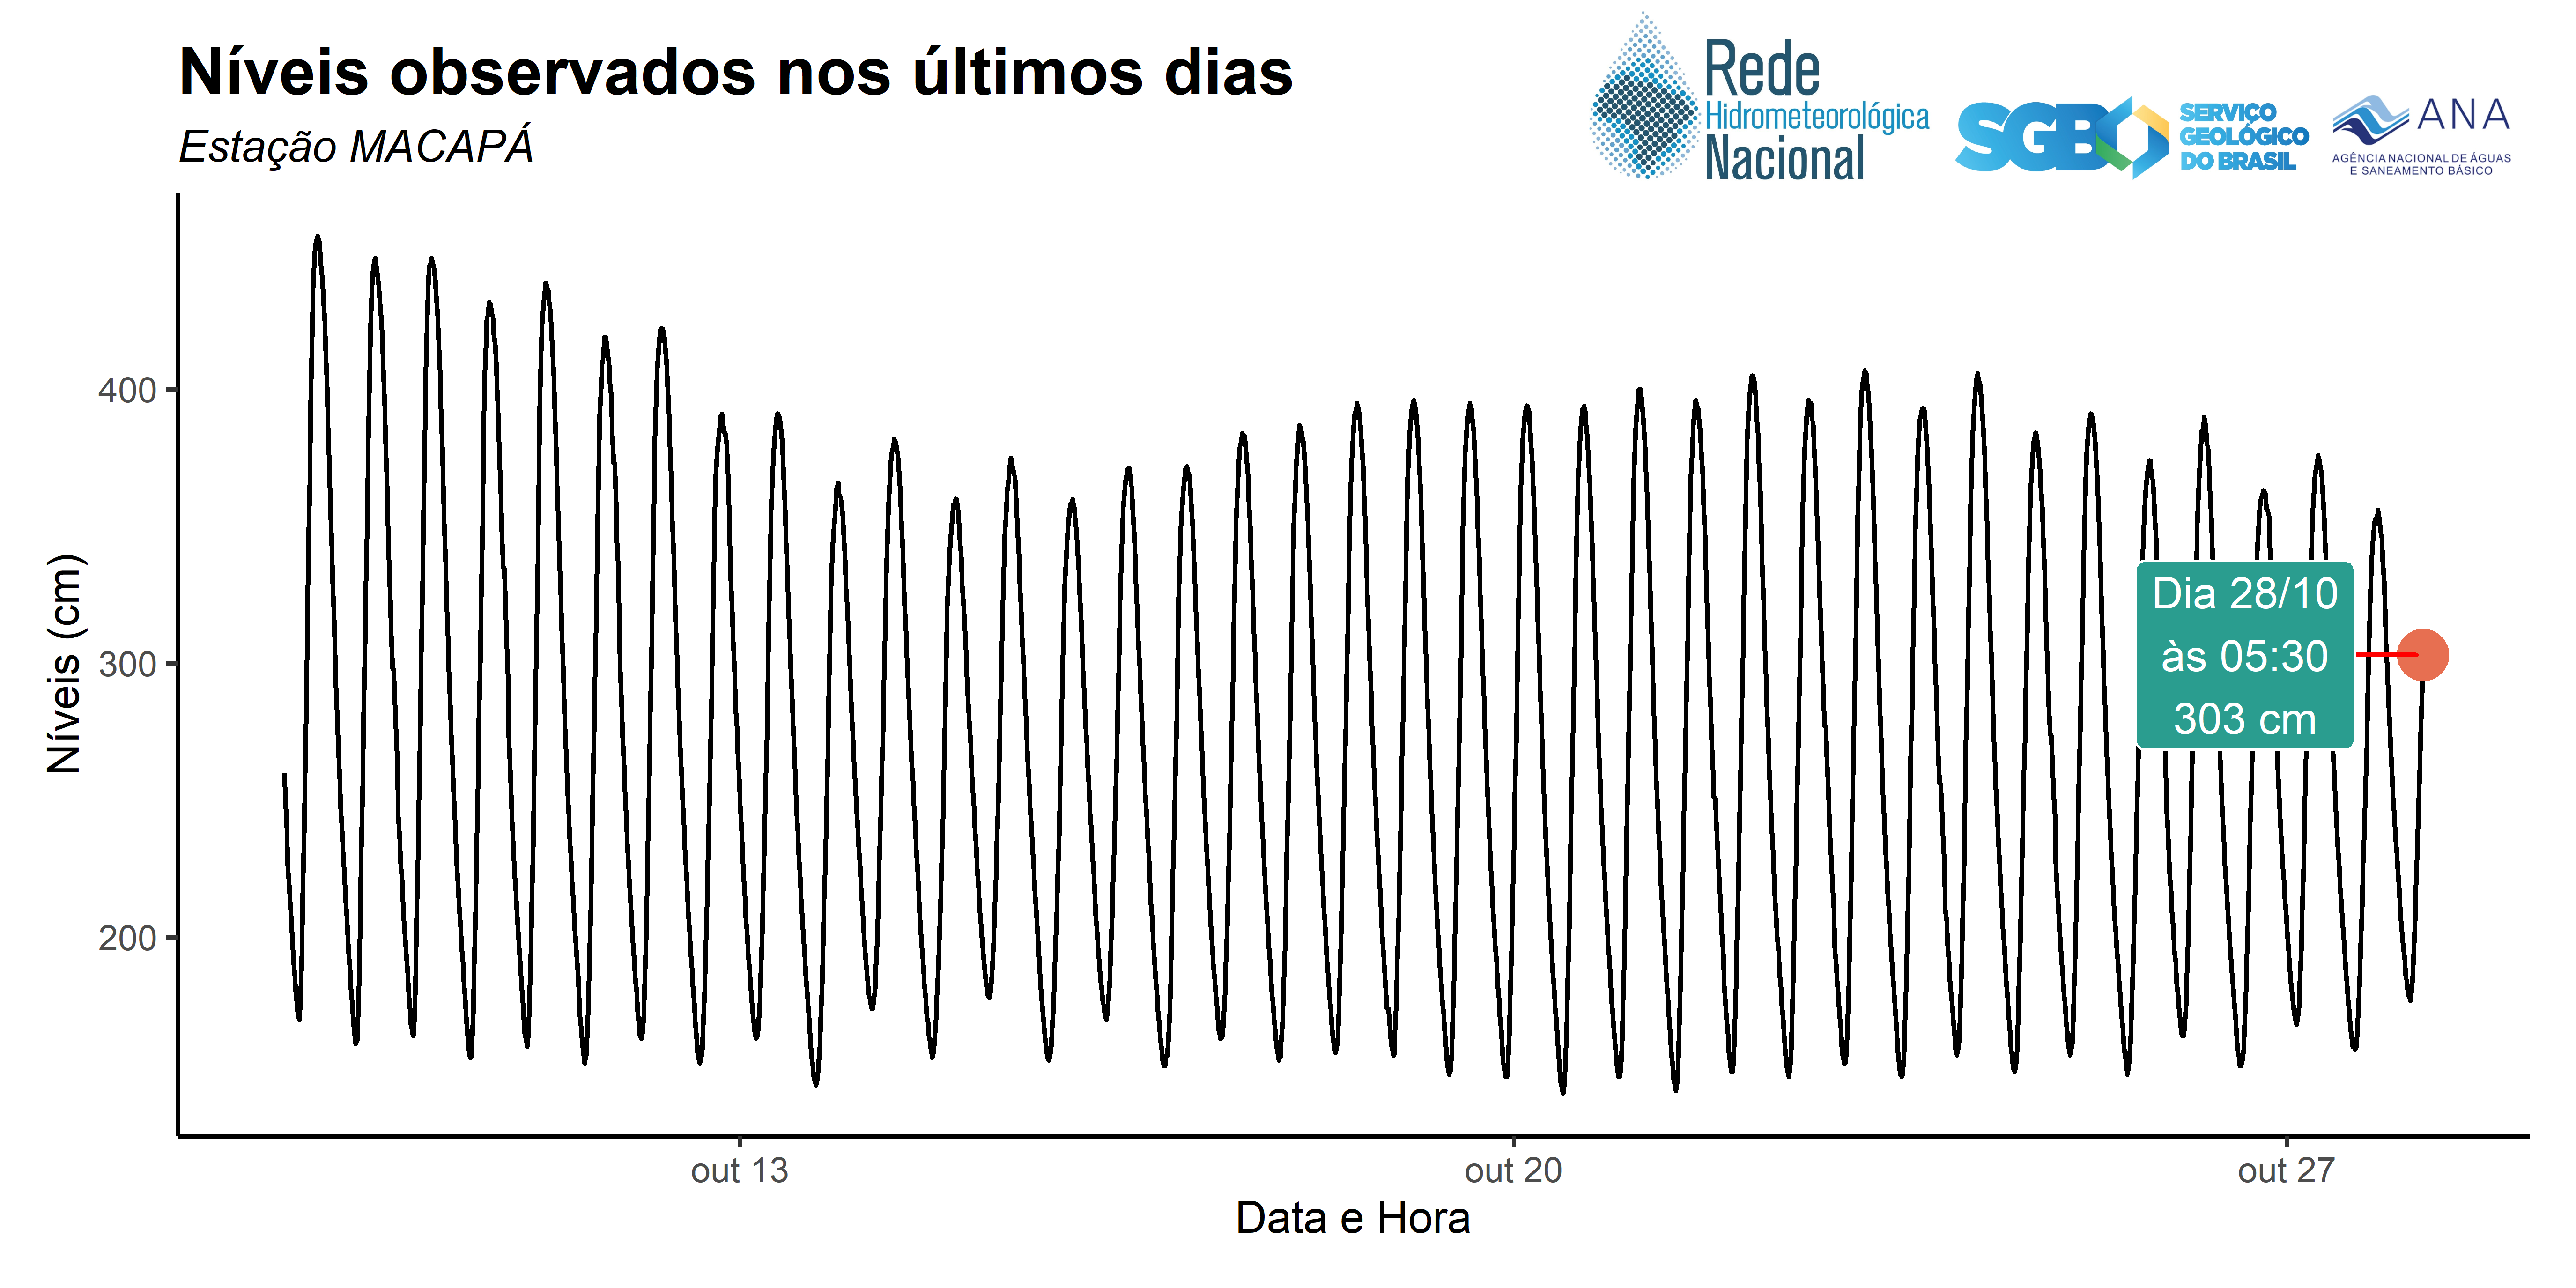 Níveis observados nos últimos dias
Estação MACAPÁ
Rede
Hidrometeorológica
Nacional
SGB
SERVIÇO
GEOLÓGICO
DO BRASIL
ANA
AGÊNCIA NACIONAL DE ÁGUAS
E SANEAMENTO BÁSICO
Níveis (cm)
400
300
200
Dia 28/10
às 05:30
303 cm
out 13
out 20
out 27
Data e Hora